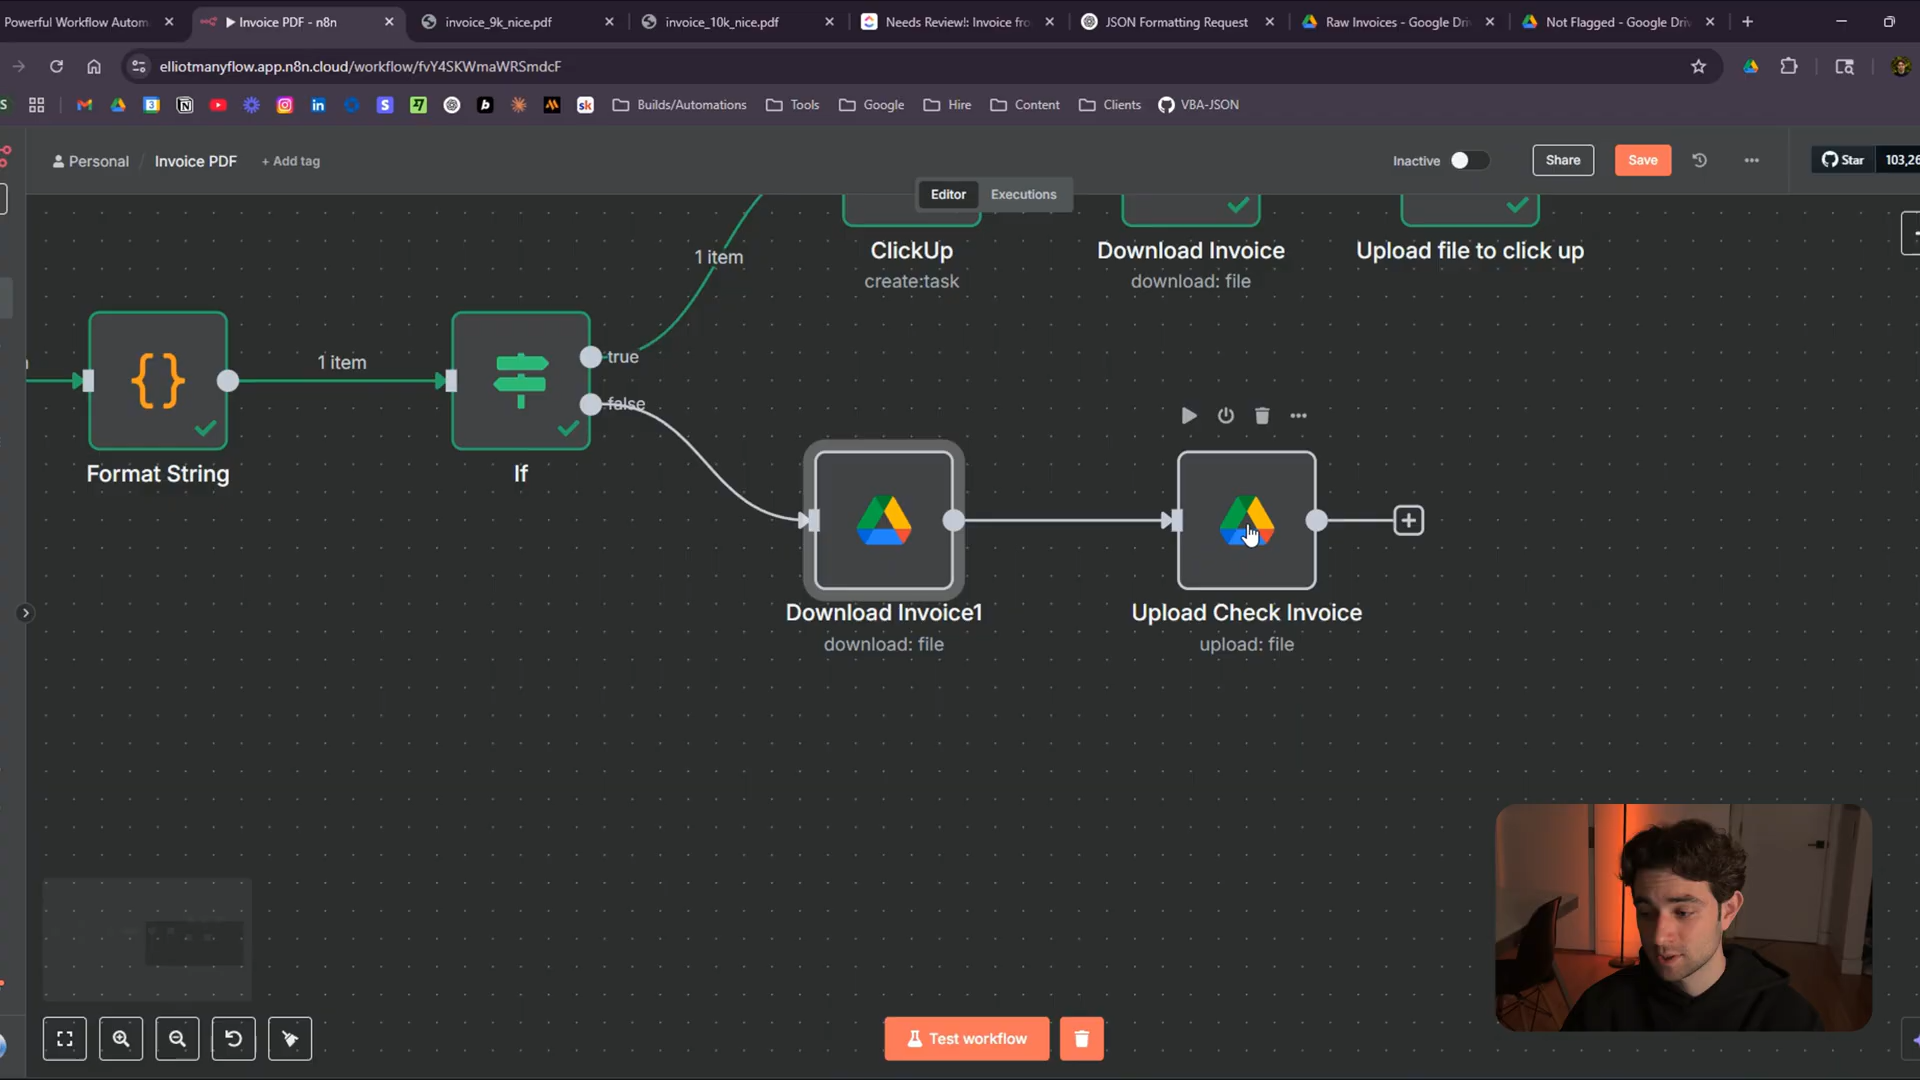 Powerful Workflow Autom
Invoice PDF - n8n
invoice_9k_nice.pdf
invoice_10k_nice.pdf
Needs Review!: Invoice fro
JSON Formatting Request
Raw Invoices - Google Dri
Not Flagged - Google Dri
elliotmanyflow.app.n8n.cloud/workflow/fvY4SKWmaWRSmdcF
Builds/Automations
Tools
Google
Hire
Content
Clients
VBA-JSON
Personal / Invoice PDF + Add tag
Inactive
Share
Save
Star
103,26
Editor
Executions
ClickUp
create:task
Download Invoice
download: file
Upload file to click up
1 item
1 item
true
false
Format String
If
Download Invoice1
download: file
Upload Check Invoice
upload: file
Test workflow